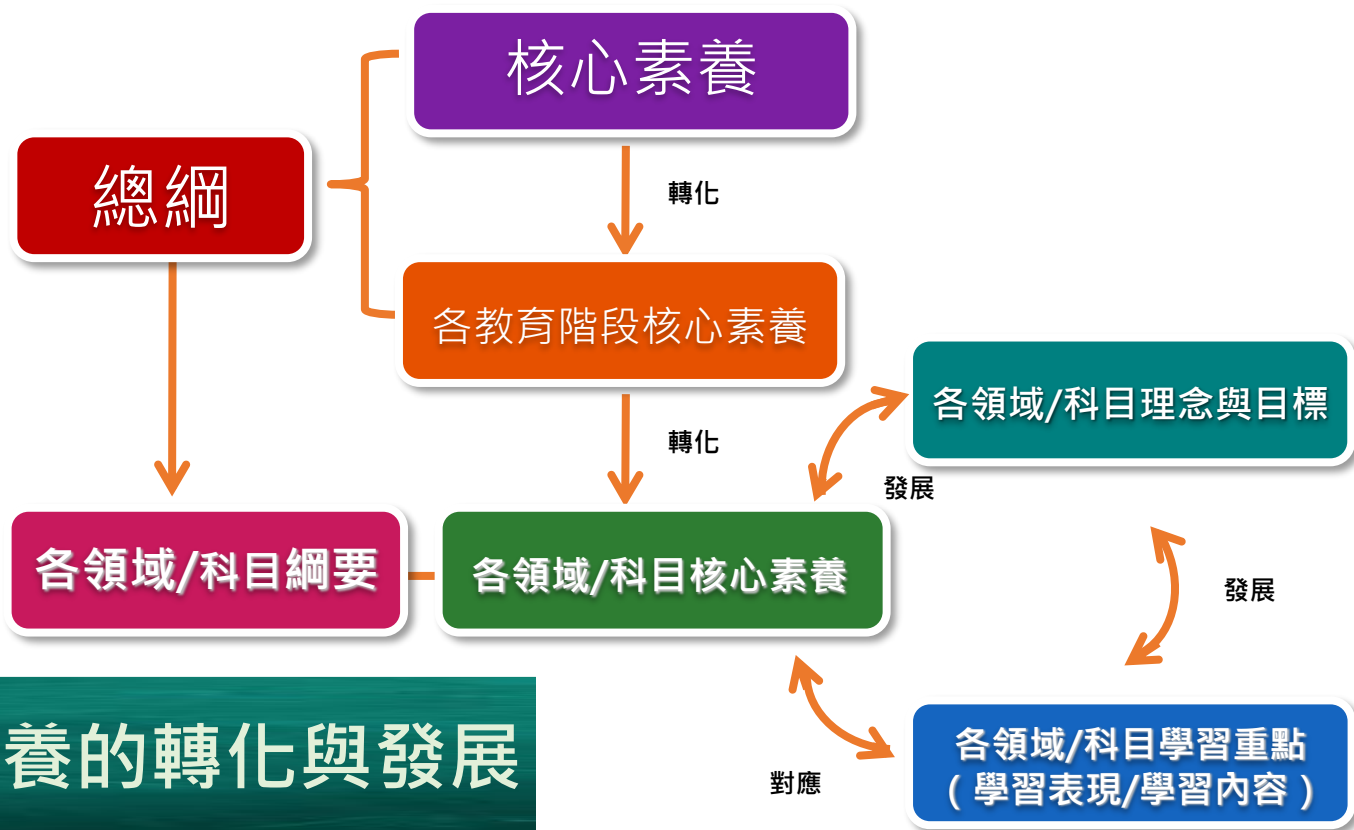 核心素養
總綱
轉化
各教育階段核心素養
各領域/科目理念與目標
轉化
發展
各領域/科目綱要
各領域/科目核心素養
發展
養的轉化與發展
各領域/科目學習重點
(學習表現/學習內容)
對應